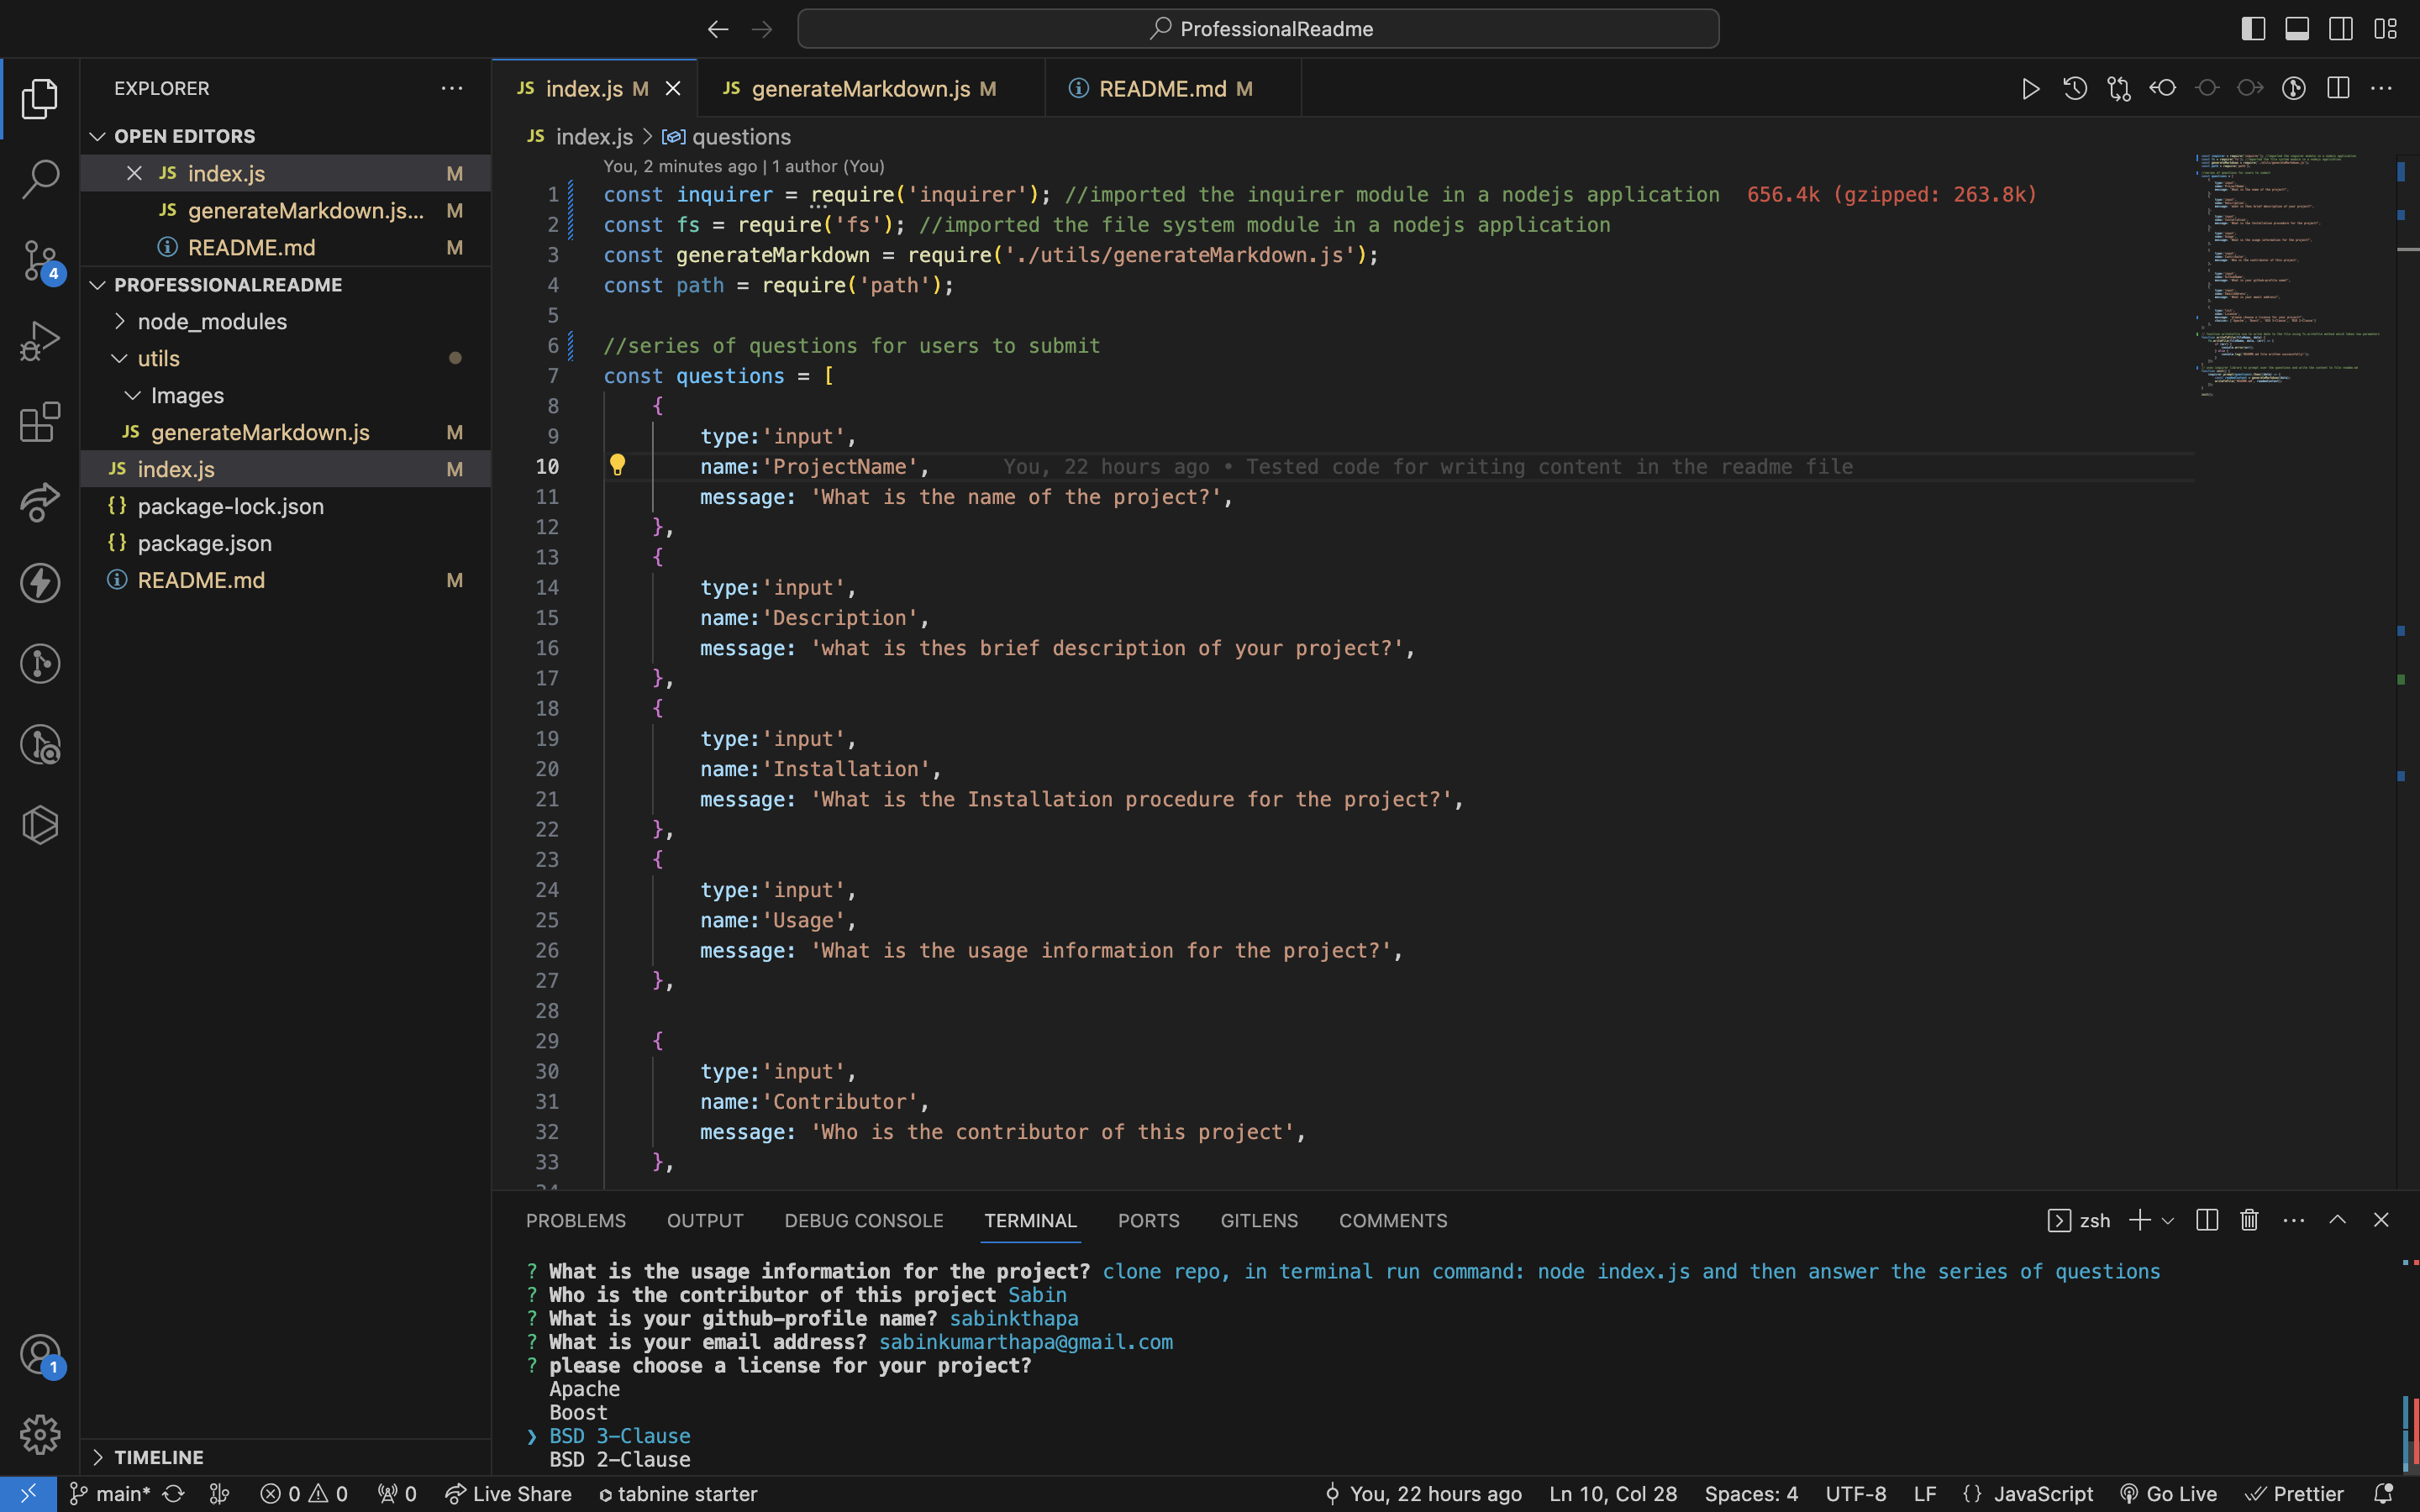 ProfessionalReadme
EXPLORER
OPEN EDITORS
JS index.js M
JS generateMarkdown.js... M
README.md M
PROFESSIONALREADME
node_modules
utils
Images
JS generateMarkdown.js M
JS index.js M
{} package-lock.json
{} package.json
README.md M
TIMELINE
4
1
JS index.js M
JS generateMarkdown.js M
README.md M
JS index.js > questions
You, 2 minutes ago | 1 author (You)
1 const inquirer = require('inquirer'); //imported the inquirer module in a nodejs application 656.4k (gzipped: 263.8k)
2 const fs = require('fs'); //imported the file system module in a nodejs application
3 const generateMarkdown = require('./utils/generateMarkdown.js');
4 const path = require('path');
5
6 //series of questions for users to submit
7 const questions = [
8 {
9 type:'input',
10 name:'ProjectName', You, 22 hours ago • Tested code for writing content in the readme file
11 message: 'What is the name of the project?',
12 },
13 {
14 type:'input',
15 name:'Description',
16 message: 'what is thes brief description of your project?',
17 },
18 {
19 type:'input',
20 name:'Installation',
21 message: 'What is the Installation procedure for the project?',
22 },
23 {
24 type:'input',
25 name:'Usage',
26 message: 'What is the usage information for the project?',
27 },
28
29 {
30 type:'input',
31 name:'Contributor',
32 message: 'Who is the contributor of this project',
33 },
PROBLEMS OUTPUT DEBUG CONSOLE TERMINAL PORTS GITLENS COMMENTS
zsh
? What is the usage information for the project? clone repo, in terminal run command: node index.js and then answer the series of questions
? Who is the contributor of this project Sabin
? What is your github-profile name? sabinkthapa
? What is your email address? sabinkumarthapa@gmail.com
? please choose a license for your project?
Apache
Boost
❯ BSD 3-Clause
BSD 2-Clause
main* 0 0 0 Live Share tabnine starter You, 22 hours ago Ln 10, Col 28 Spaces: 4 UTF-8 LF {} JavaScript Go Live Prettier